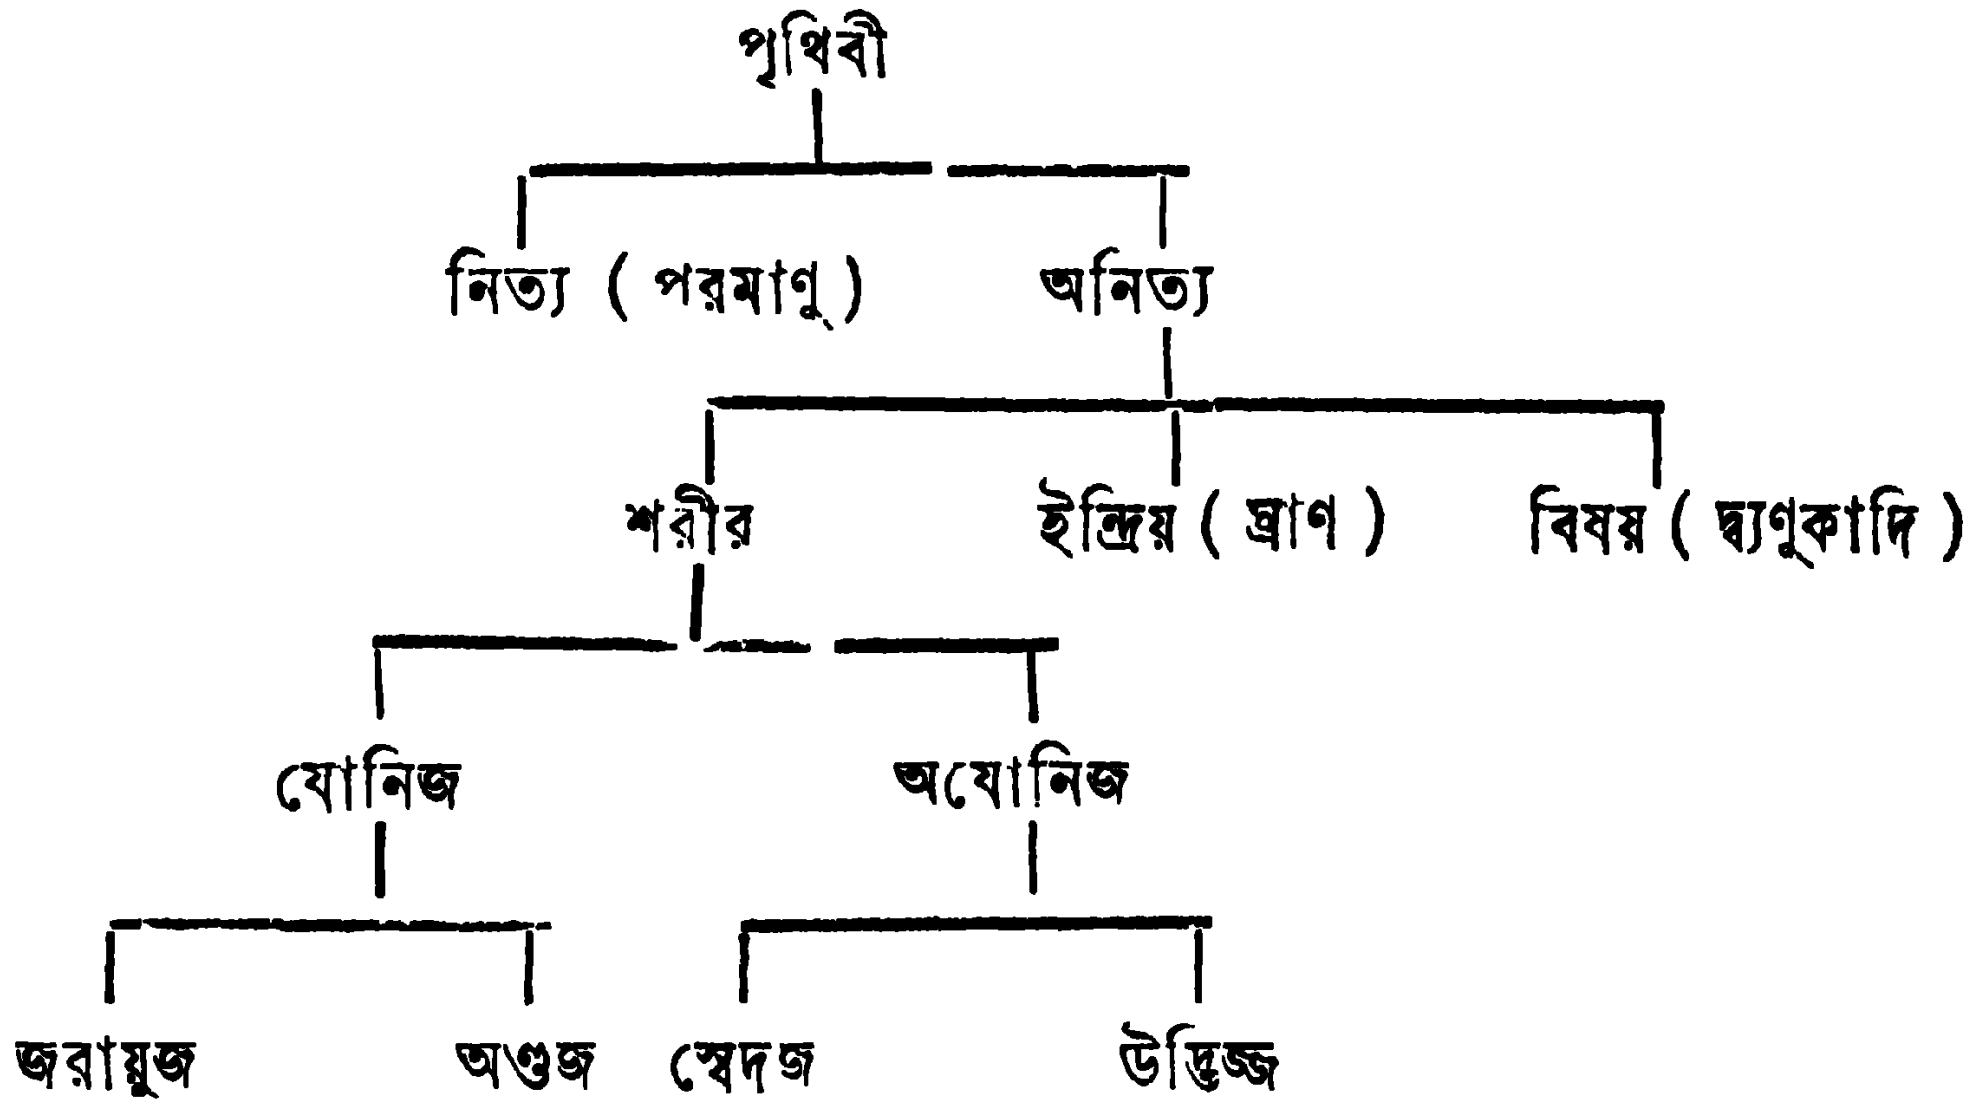 পৃথিবী
নিত্য ( পরমাণু ) অনিত্য
শরীর ইন্দ্রিয় ( ঘ্রাণ ) বিষয় ( দ্ব্যণুকাদি )
যোনিজ অযোনিজ
জরায়ুজ অণ্ডজ স্বেদজ উদ্ভিজ্জ